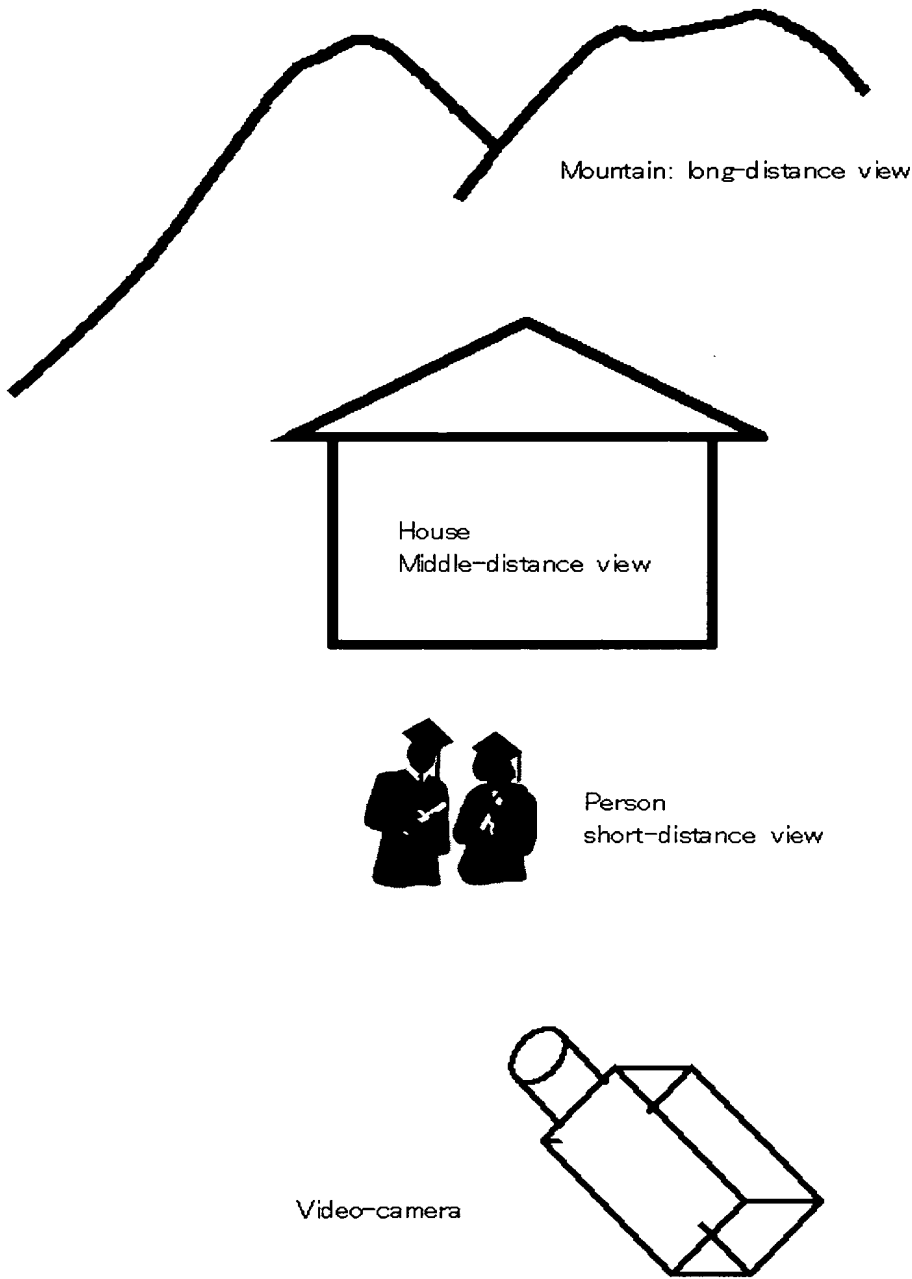 Mountain: long-distance view
House
Middle-distance view
Person
short-distance view
Video-camera